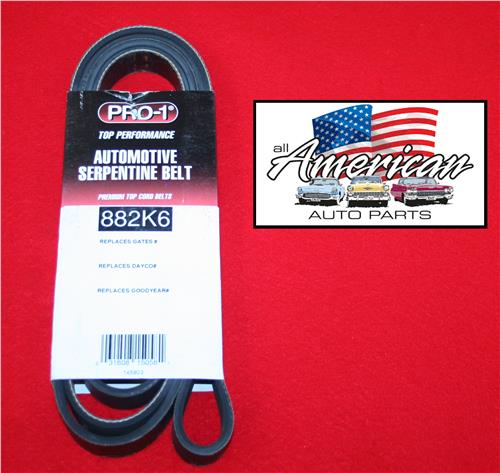 PRO-1®
TOP PERFORMANCE
AUTOMOTIVE
SERPENTINE BELT
PREMIUM TOP CORD BELTS
882K6
REPLACES GATES #
REPLACES DAYCO#
REPLACES GOODYEAR#
all
American
AUTO PARTS